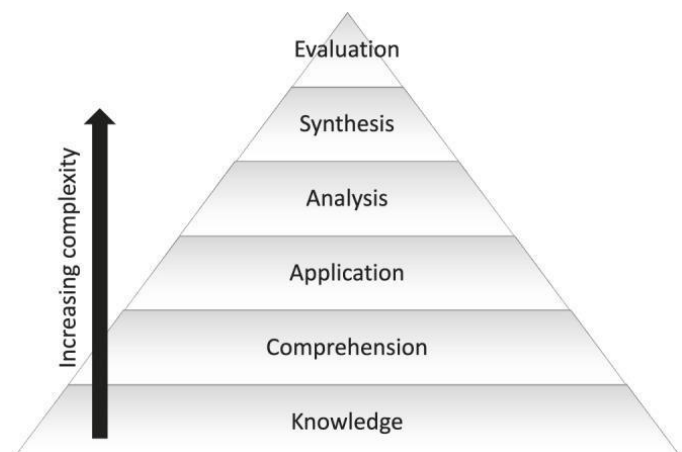 Evaluation
Synthesis
Analysis
Application
Comprehension
Knowledge
Increasing complexity